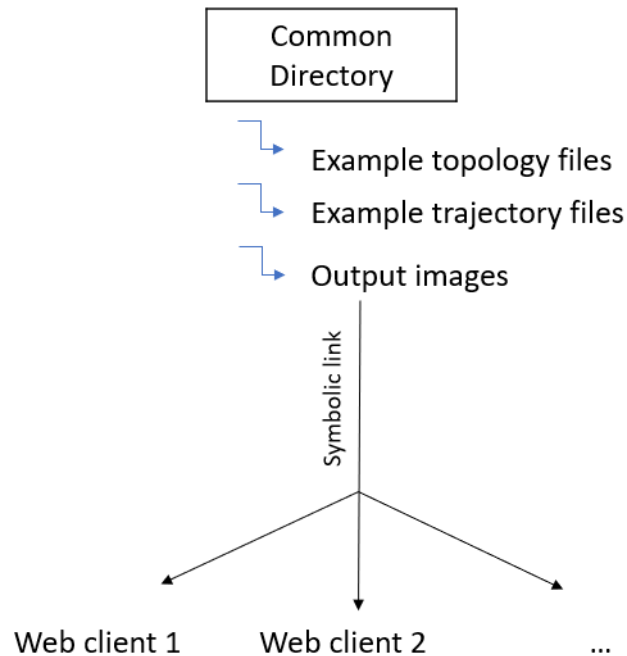 Common
Directory
Example topology files
Example trajectory files
Output images
Symbolic link
Web client 1
Web client 2
...